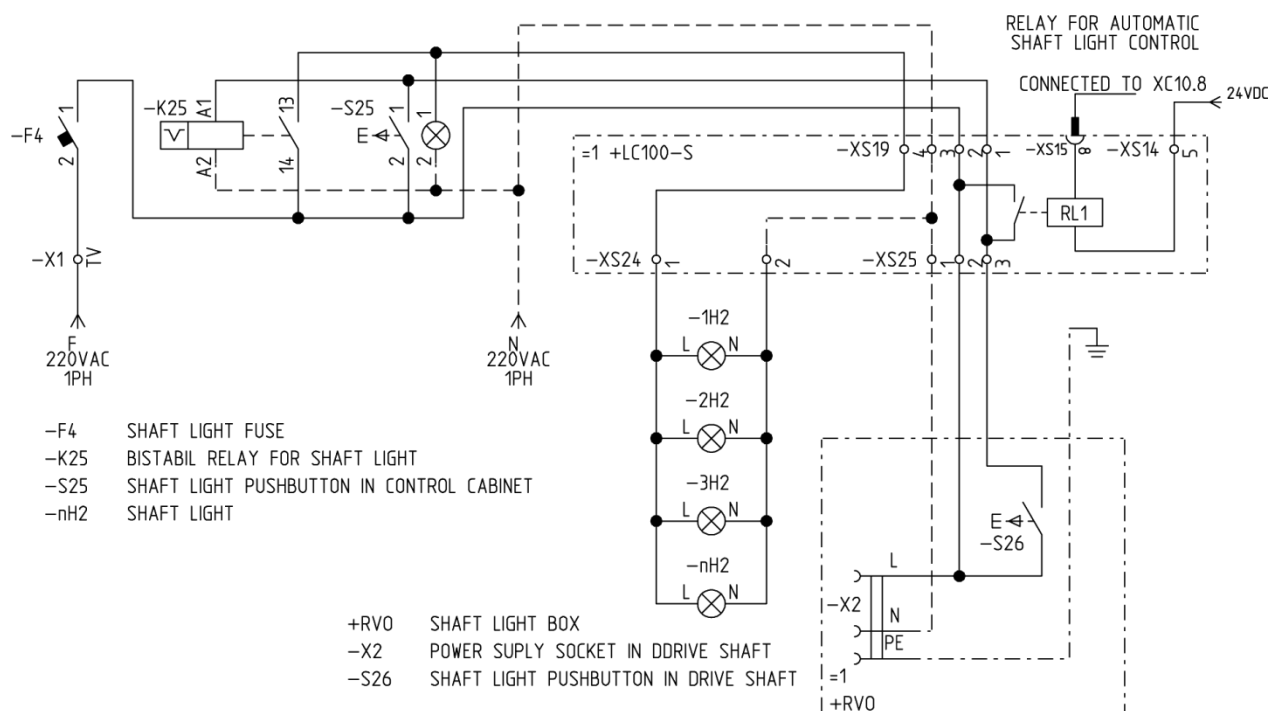 RELAY FOR AUTOMATIC
SHAFT LIGHT CONTROL
CONNECTED TO XC10.8
24VDC
-F4
1
2
-K25
A1
A2
13
14
-S25
1
E
2
1
2
=1 +LC100-S
-XS19
4
3
2
1
-XS15
8
-XS14
5
RL1
-X1
TV
-XS24
1
2
-XS25
1
2
3
F
220VAC
1PH
N
220VAC
1PH
-1H2
L
N
-2H2
L
N
-3H2
L
N
-nH2
L
N
-F4 SHAFT LIGHT FUSE
-K25 BISTABIL RELAY FOR SHAFT LIGHT
-S25 SHAFT LIGHT PUSHBUTTON IN CONTROL CABINET
-nH2 SHAFT LIGHT
E
-S26
L
-X2
N
PE
=1
+RVO
+RVO SHAFT LIGHT BOX
-X2 POWER SUPLY SOCKET IN DDRIVE SHAFT
-S26 SHAFT LIGHT PUSHBUTTON IN DRIVE SHAFT